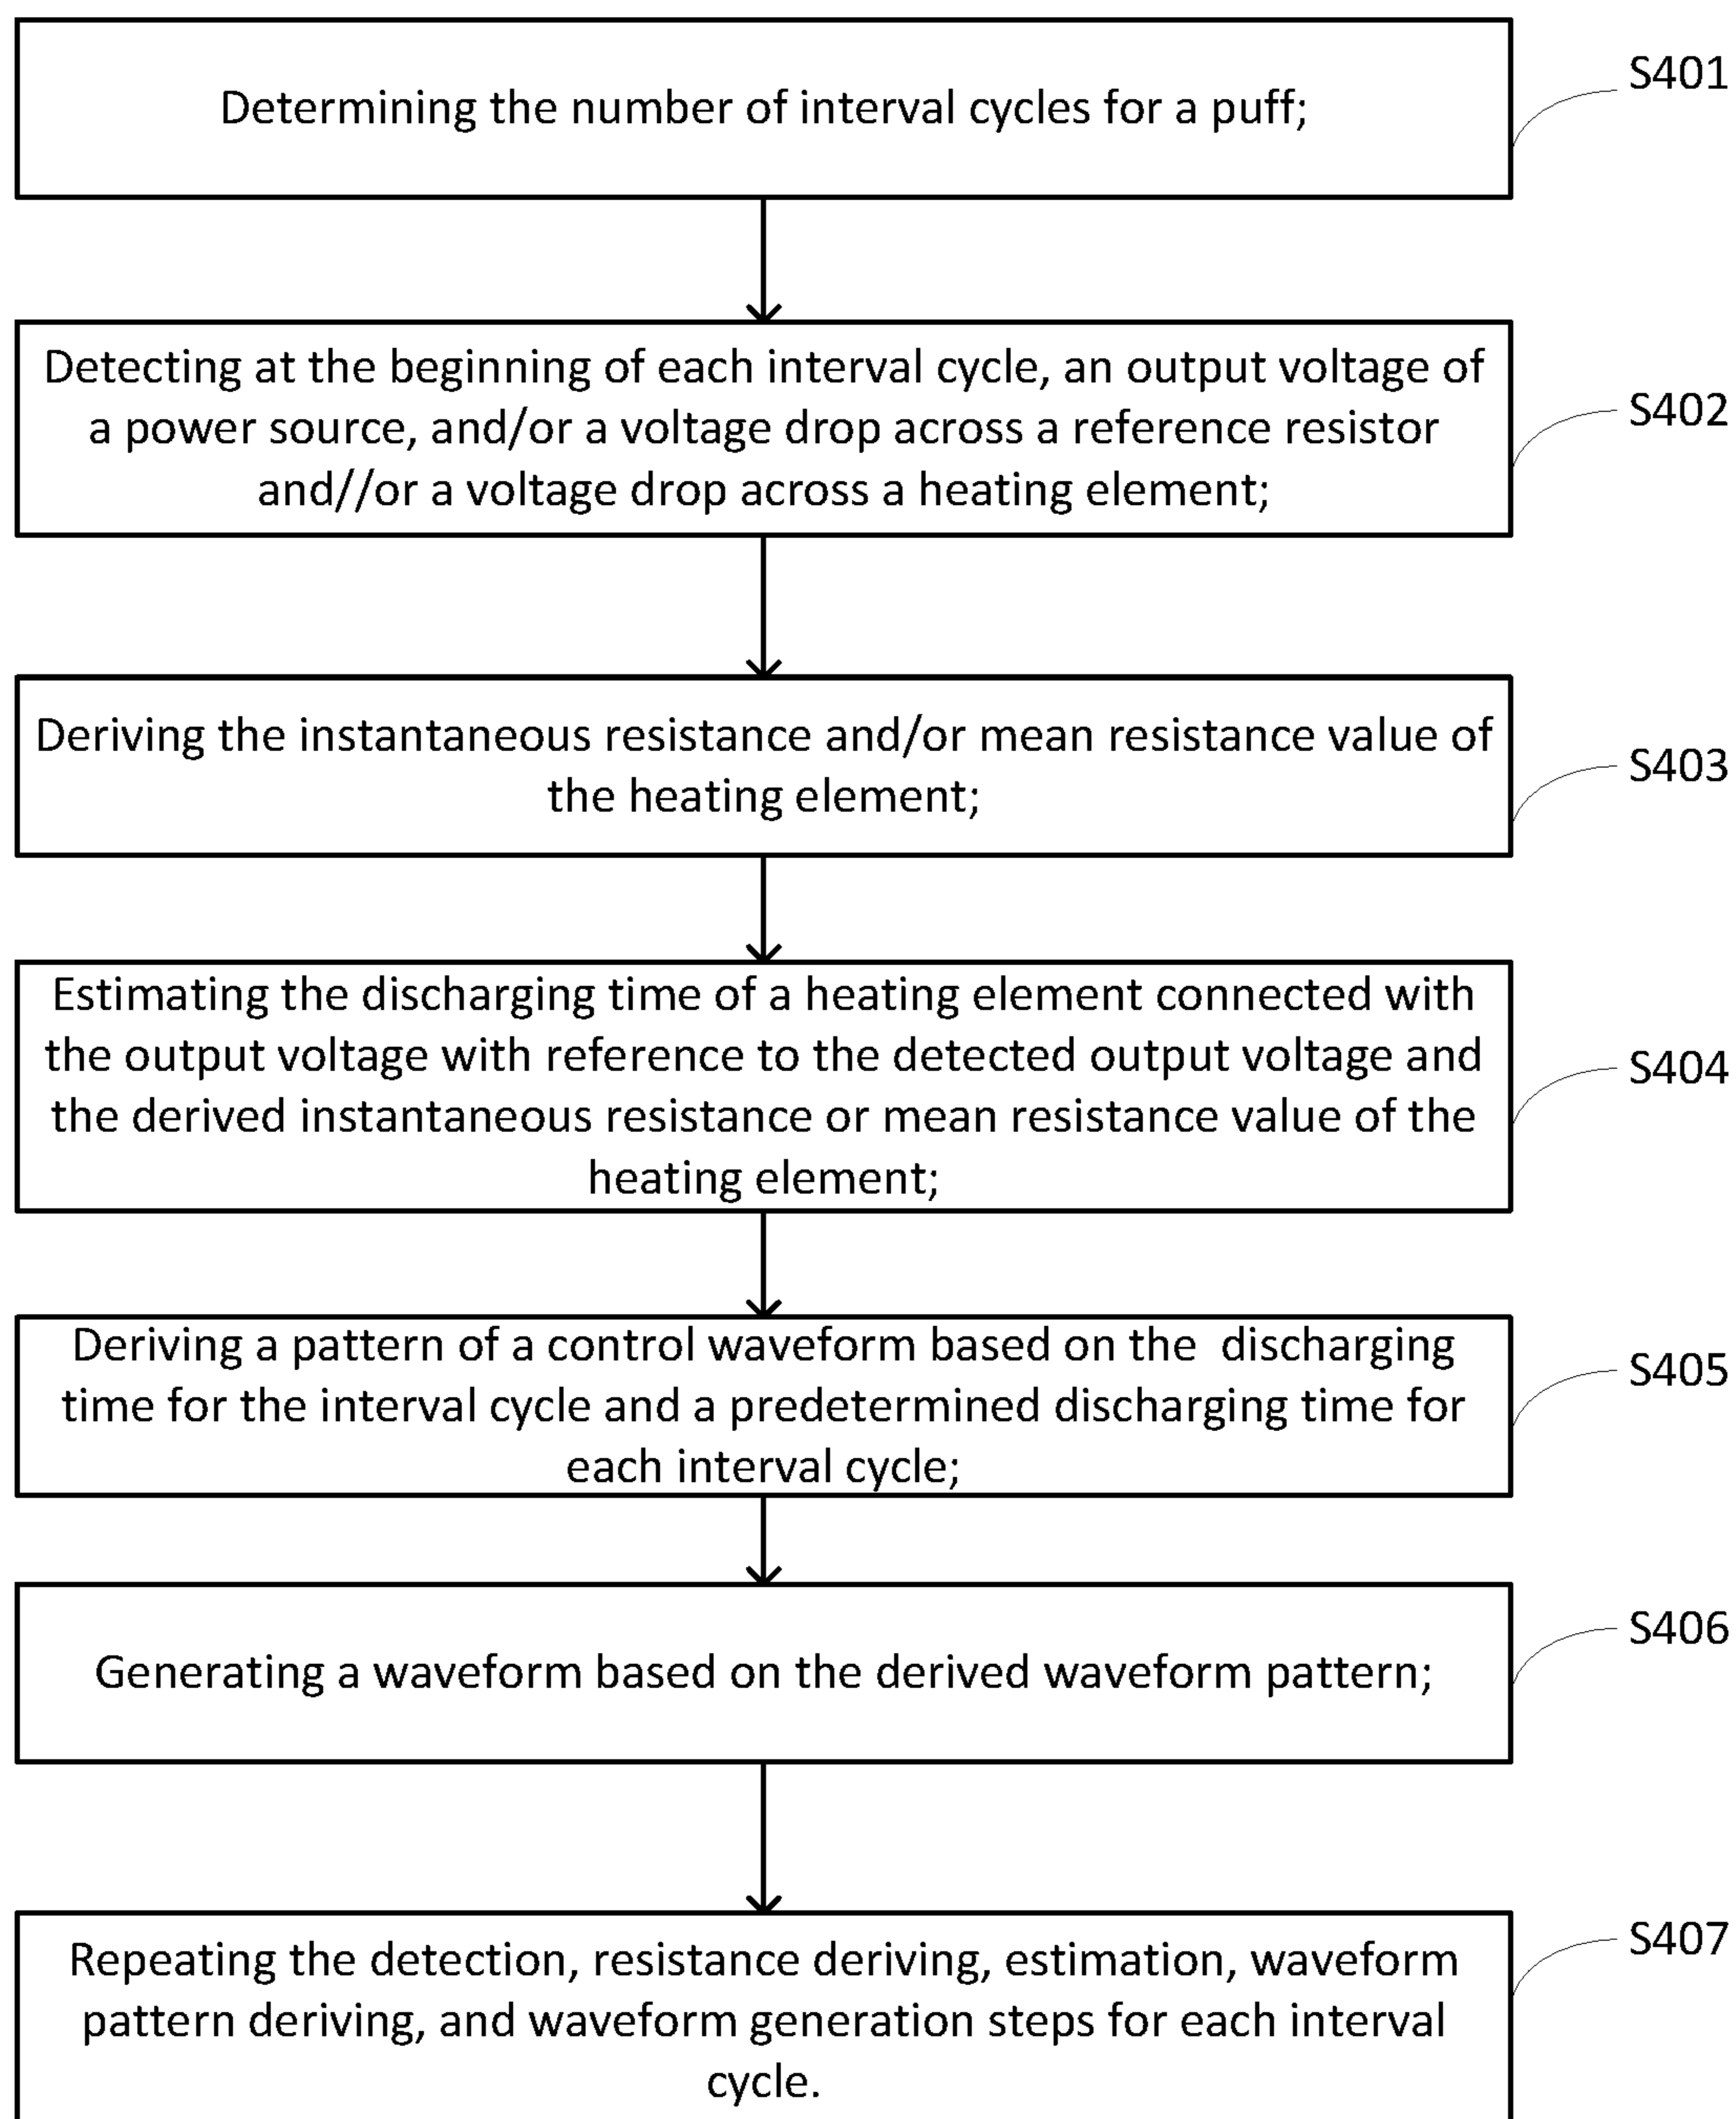 Determining the number of interval cycles for a puff;
S401
Detecting at the beginning of each interval cycle, an output voltage of
a power source, and/or a voltage drop across a reference resistor
and//or a voltage drop across a heating element;
S402
Deriving the instantaneous resistance and/or mean resistance value of
the heating element;
S403
Estimating the discharging time of a heating element connected with
the output voltage with reference to the detected output voltage and
the derived instantaneous resistance or mean resistance value of the
heating element;
S404
Deriving a pattern of a control waveform based on the discharging
time for the interval cycle and a predetermined discharging time for
each interval cycle;
S405
Generating a waveform based on the derived waveform pattern;
S406
Repeating the detection, resistance deriving, estimation, waveform
pattern deriving, and waveform generation steps for each interval
cycle.
S407